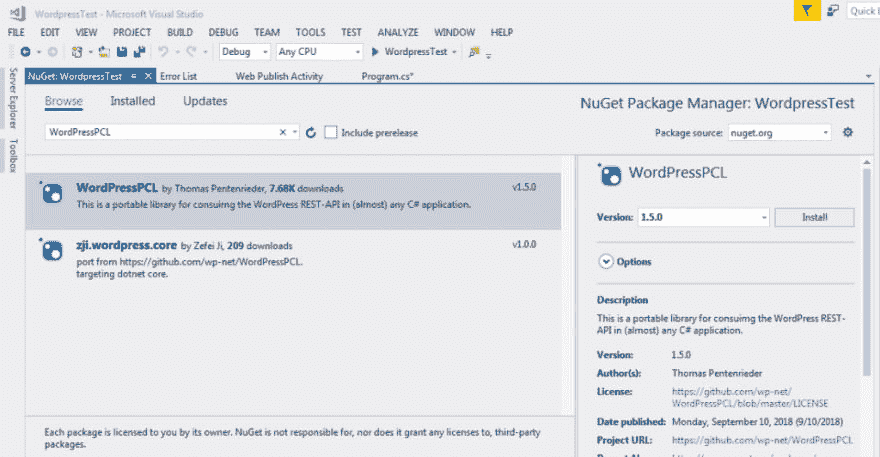 WordpressTest - Microsoft Visual Studio
Quick
FILE EDIT VIEW PROJECT BUILD DEBUG TEAM TOOLS TEST ANALYZE WINDOW HELP
Debug Any CPU WordpressTest
NuGet: WordpressTest Error List Web Publish Activity Program.cs*
Server Explorer
Toolbox
Browse Installed Updates
NuGet Package Manager: WordpressTest
WordPressPCL Include prerelease
Package source: nuget.org
WordPressPCL by Thomas Pentenrieder, 7.68K downloads v1.5.0
This is a portable library for consuimg the WordPress REST-API in (almost) any C# application.
zji.wordpress.core by Zefei Ji, 209 downloads v1.0.0
port from https://github.com/wp-net/WordPressPCL.
targeting dotnet core.
Each package is licensed to you by its owner. NuGet is not responsible for, nor does it grant any licenses to, third-party
packages.
WordPressPCL
Version: 1.5.0 Install
Options
Description
This is a portable library for consuimg the WordPress REST-
API in (almost) any C# application.
Version: 1.5.0
Author(s): Thomas Pentenrieder
License: https://github.com/wp-net/
WordPressPCL/blob/master/LICENSE
Date published: Monday, September 10, 2018 (9/10/2018)
Project URL: https://github.com/wp-net/WordPressPCL